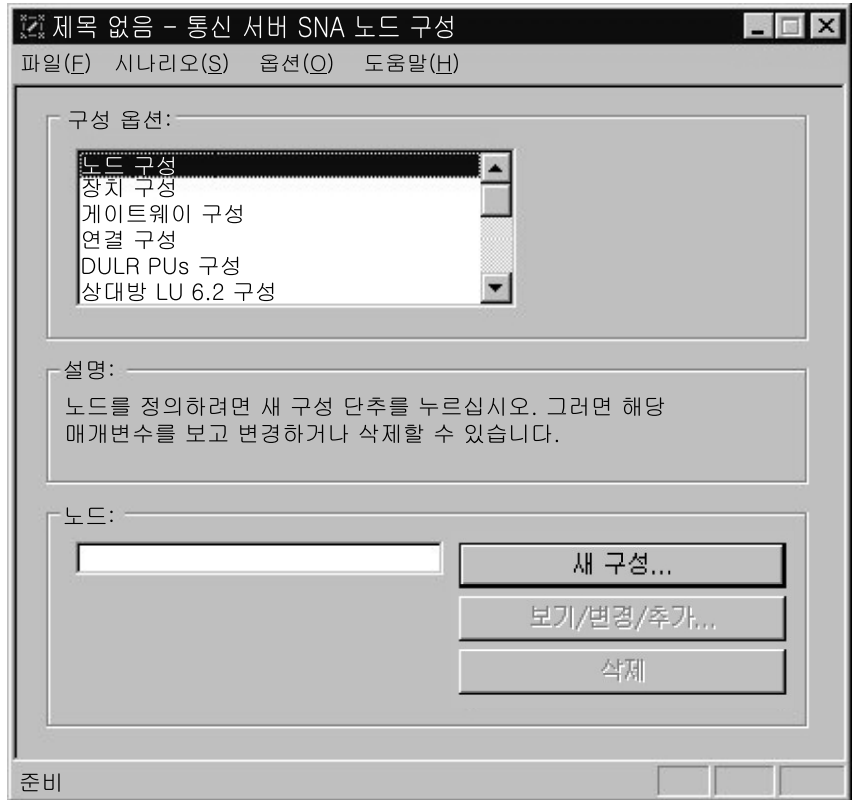 제목 없음 - 통신 서버 SNA 노드 구성
파일(F) 시나리오(S) 옵션(O) 도움말(H)
구성 옵션:
노드 구성
장치 구성
게이트웨이 구성
연결 구성
DULR PUs 구성
상대방 LU 6.2 구성
설명:
노드를 정의하려면 새 구성 단추를 누르십시오. 그러면 해당
매개변수를 보고 변경하거나 삭제할 수 있습니다.
노드:
새 구성...
보기/변경/추가...
삭제
준비